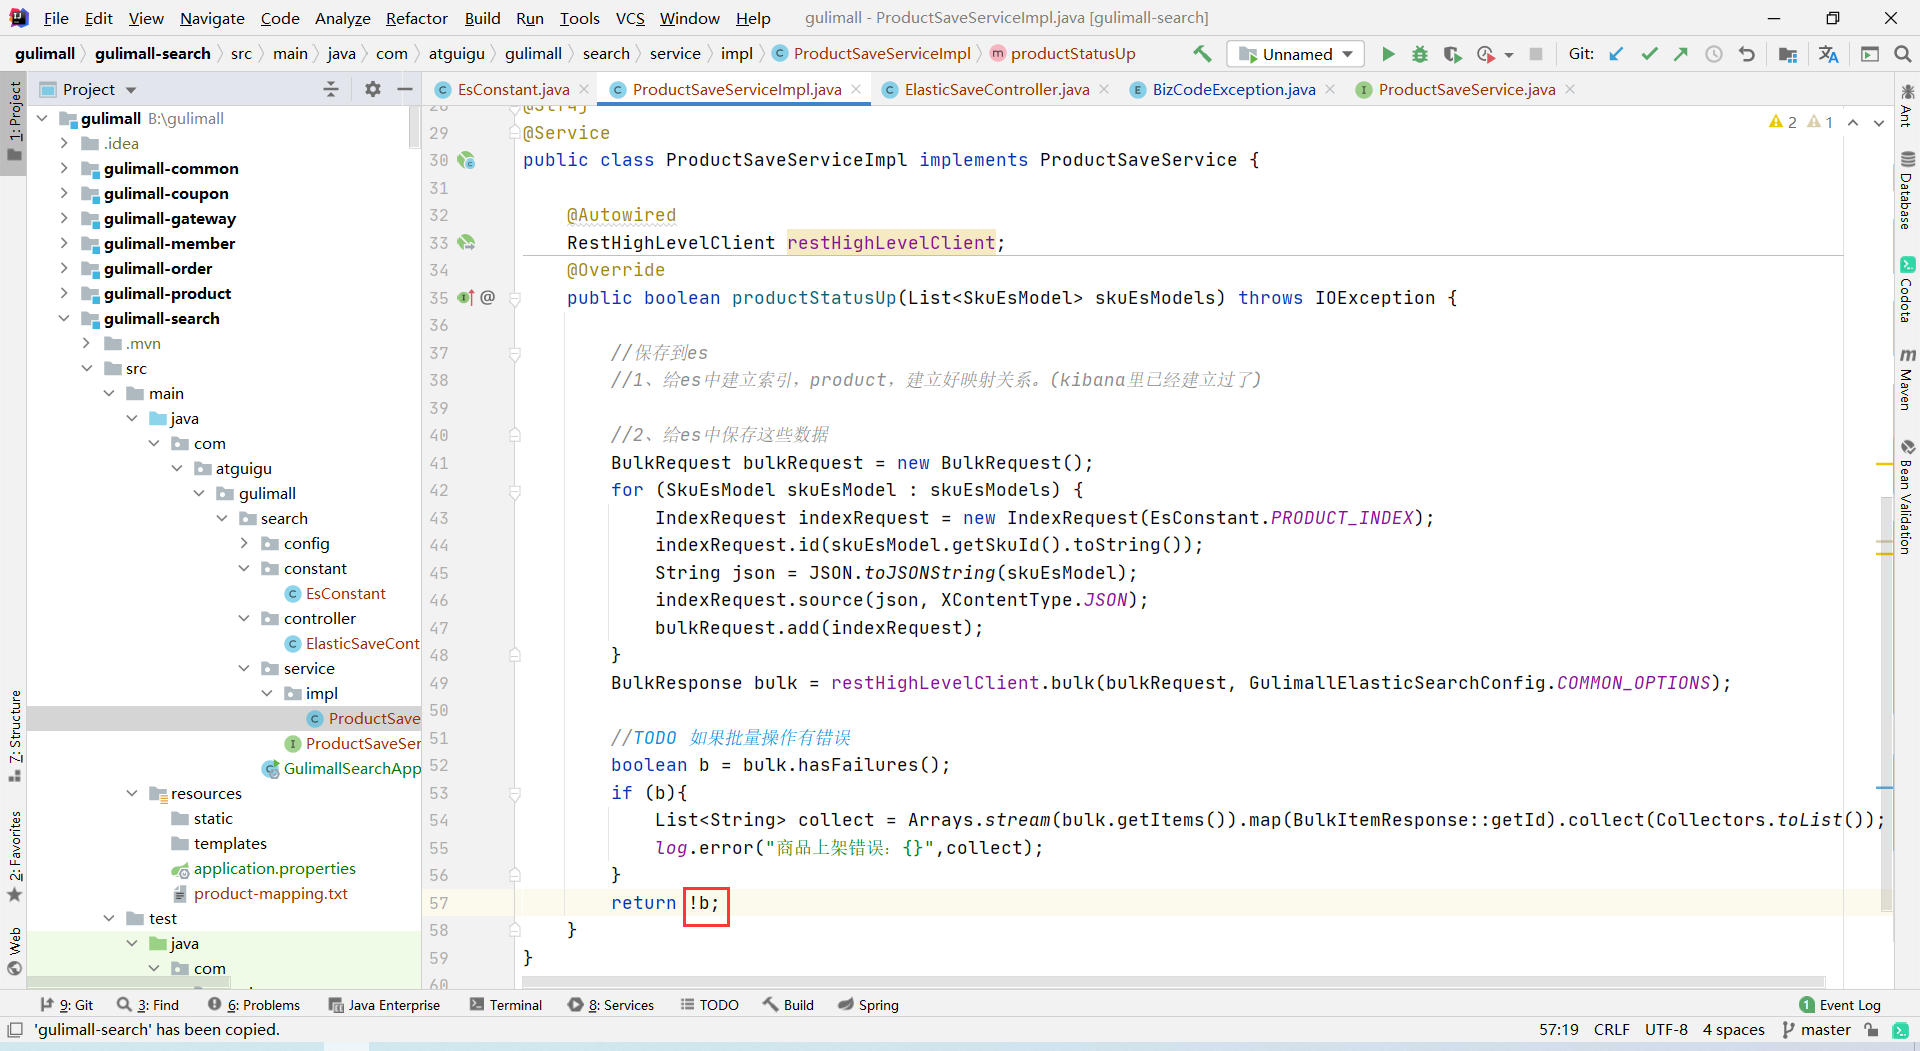 File Edit View Navigate Code Analyze Refactor Build Run Tools VCS Window Help gulimall - ProductSaveServiceImpl.java [gulimall-search]
gulimall gulimall-search src main java com atguigu gulimall search service impl ProductSaveServiceImpl productStatusUp Unnamed Git:
Project EsConstant.java ProductSaveServiceImpl.java ElasticSaveController.java BizCodeException.java ProductSaveService.java
1: Project
7: Structure
2: Favorites
Web
gulimall B:\gulimall
.idea
gulimall-common
gulimall-coupon
gulimall-gateway
gulimall-member
gulimall-order
gulimall-product
gulimall-search
.mvn
src
main
java
com
atguigu
gulimall
search
config
constant
EsConstant
controller
ElasticSaveCont
service
impl
ProductSave
ProductSaveSer
GulimallSearchApp
resources
static
templates
application.properties
product-mapping.txt
test
java
com
2 1
28 @Slf4j
29 @Service
30 public class ProductSaveServiceImpl implements ProductSaveService {
31
32 @Autowired
33 RestHighLevelClient restHighLevelClient;
34 @Override
35 @ public boolean productStatusUp(List<SkuEsModel> skuEsModels) throws IOException {
36
37 //保存到es
38 //1、给es中建立索引，product，建立好映射关系。(kibana里已经建立过了)
39
40 //2、给es中保存这些数据
41 BulkRequest bulkRequest = new BulkRequest();
42 for (SkuEsModel skuEsModel : skuEsModels) {
43 IndexRequest indexRequest = new IndexRequest(EsConstant.PRODUCT_INDEX);
44 indexRequest.id(skuEsModel.getSkuId().toString());
45 String json = JSON.toJSONString(skuEsModel);
46 indexRequest.source(json, XContentType.JSON);
47 bulkRequest.add(indexRequest);
48 }
49 BulkResponse bulk = restHighLevelClient.bulk(bulkRequest, GulimallElasticSearchConfig.COMMON_OPTIONS);
50
51 //TODO 如果批量操作有错误
52 boolean b = bulk.hasFailures();
53 if (b){
54 List<String> collect = Arrays.stream(bulk.getItems()).map(BulkItemResponse::getId).collect(Collectors.toList());
55 log.error("商品上架错误: {}",collect);
56 }
57 return !b;
58 }
59 }
60
Ant
Database
Codota
Maven
Bean Validation
9: Git 3: Find 6: Problems Java Enterprise Terminal 8: Services TODO Build Spring 1 Event Log
'gulimall-search' has been copied. 57:19 CRLF UTF-8 4 spaces master